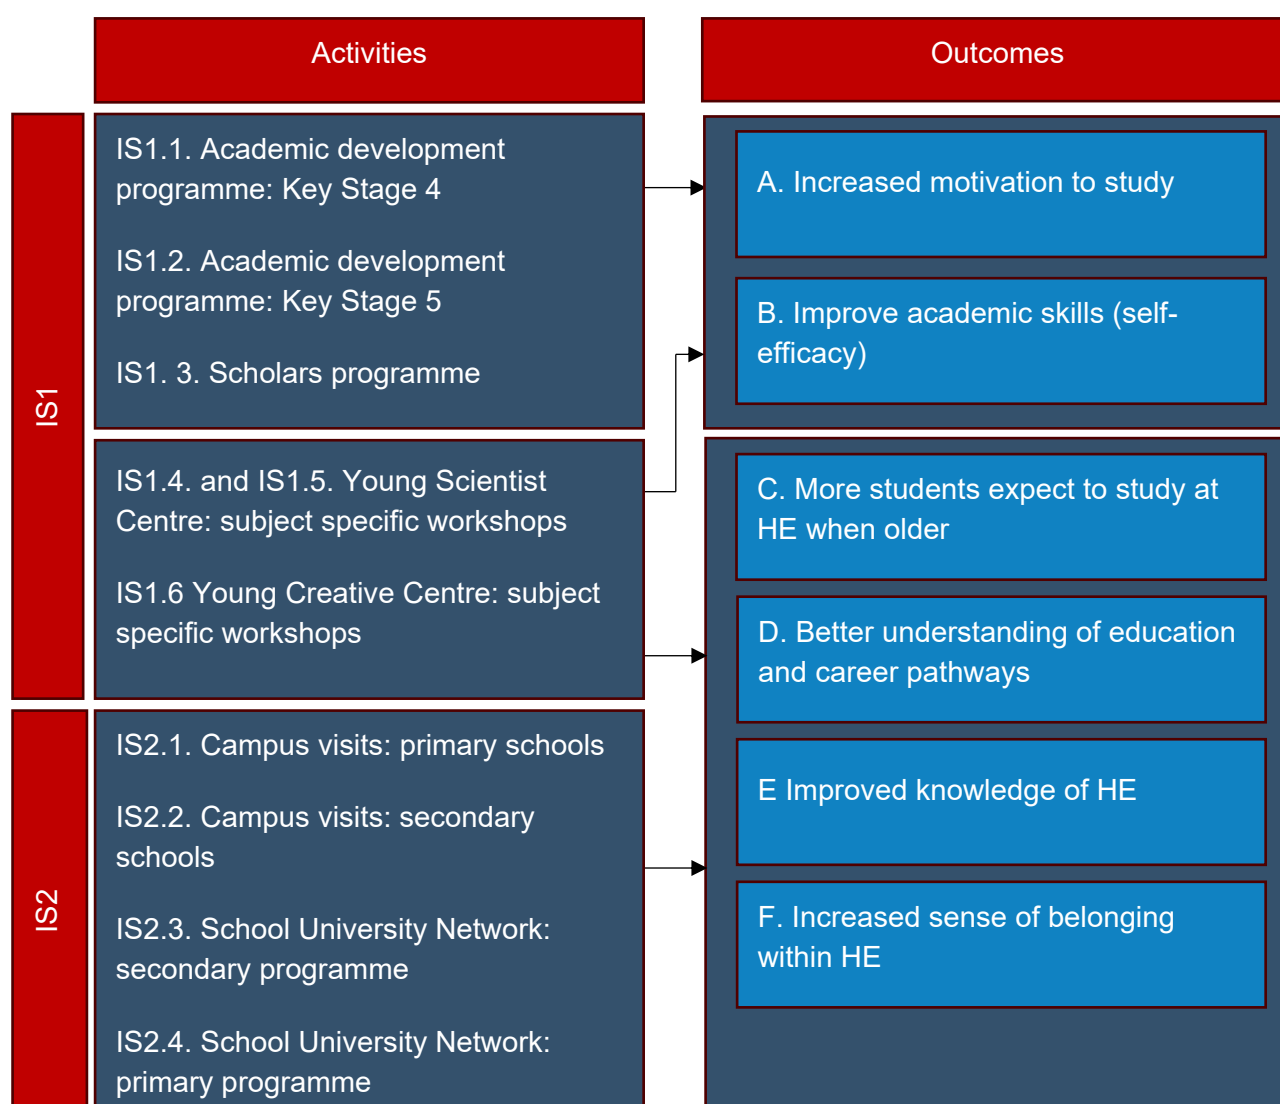 Activities
Outcomes
IS1
IS1.1. Academic development
programme: Key Stage 4
IS1.2. Academic development
programme: Key Stage 5
IS1. 3. Scholars programme
IS1.4. and IS1.5. Young Scientist
Centre: subject specific workshops
IS1.6 Young Creative Centre: subject
specific workshops
IS2
IS2.1. Campus visits: primary schools
IS2.2. Campus visits: secondary
schools
IS2.3. School University Network:
secondary programme
IS2.4. School University Network:
primary programme
A. Increased motivation to study
B. Improve academic skills (self-
efficacy)
C. More students expect to study at
HE when older
D. Better understanding of education
and career pathways
E Improved knowledge of HE
F. Increased sense of belonging
within HE